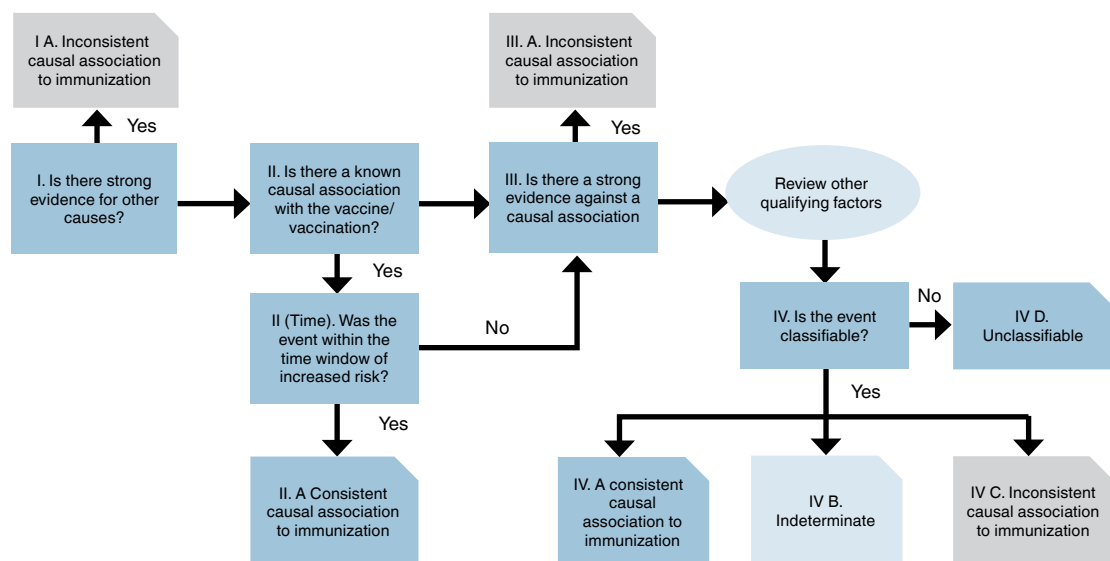 I A. Inconsistent
causal association
to immunization
III. A. Inconsistent
causal association
to immunization
Yes
Yes
I. Is there strong
evidence for other
causes?
II. Is there a known
causal association
with the vaccine/
vaccination?
III. Is there a strong
evidence against a
causal association
Review other
qualifying factors
Yes
II (Time). Was the
event within the
time window of
increased risk?
No
IV. Is the event
classifiable?
No
IV D.
Unclassifiable
Yes
Yes
II. A Consistent
causal association
to immunization
IV. A consistent
causal
association to
immunization
IV B.
Indeterminate
IV C. Inconsistent
causal association
to immunization